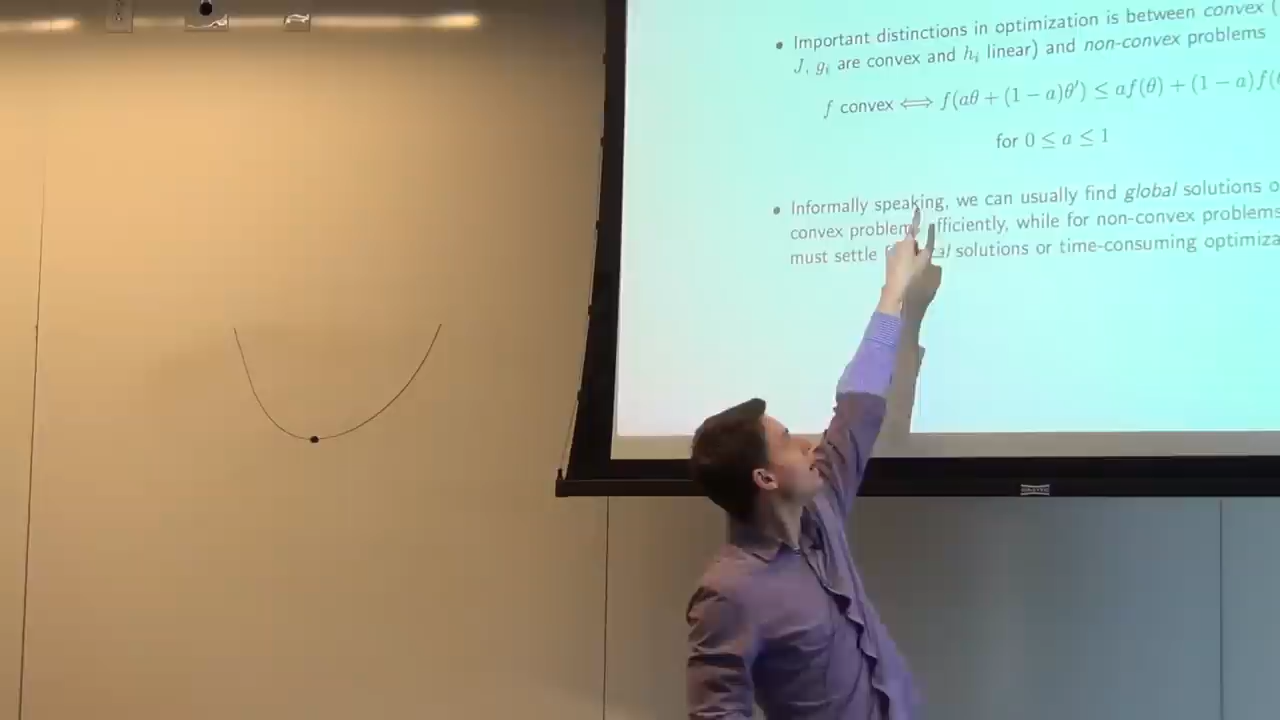 • Important distinctions in optimization is between convex (
J, gᵢ are convex and hᵢ linear) and non-convex problems
f convex ⟺ f(aθ + (1 − a)θ′) ≤ af(θ) + (1 − a)f(
for 0 ≤ a ≤ 1
• Informally speaking, we can usually find global solutions
convex problem efficiently, while for non-convex problems
must settle solutions or time-consuming